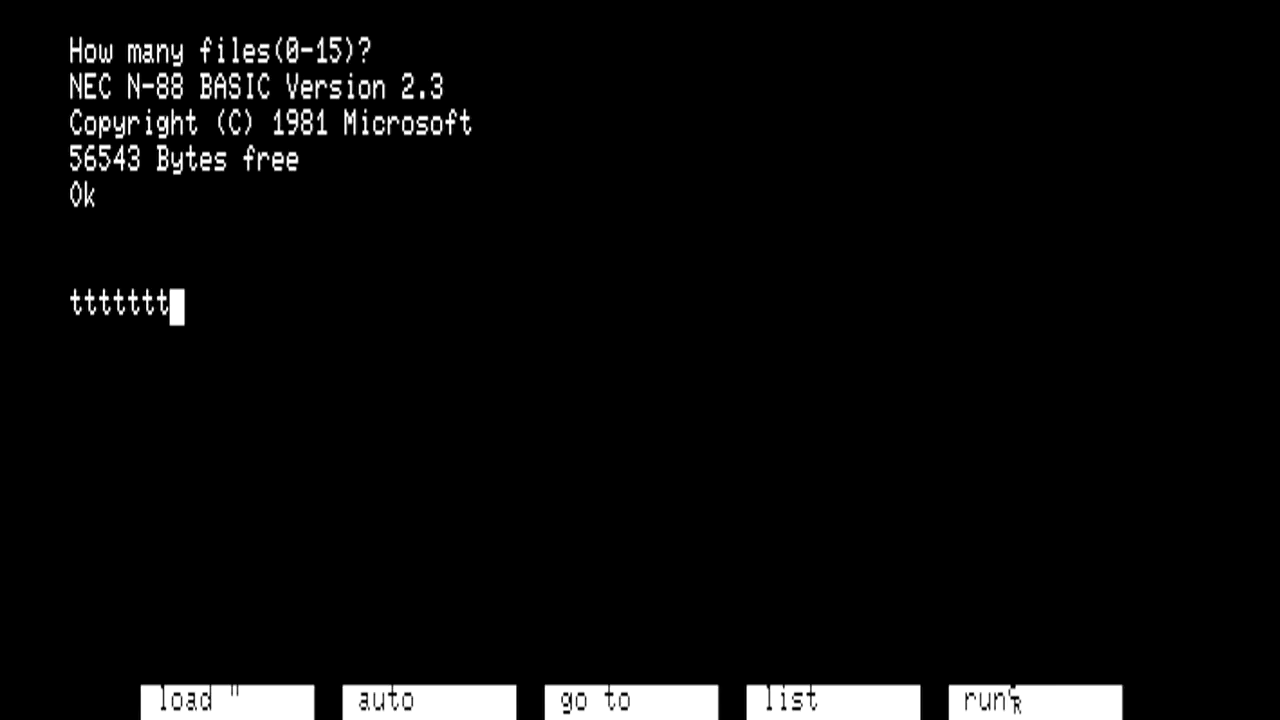 How many files(0-15)?
NEC N-88 BASIC Version 2.3
Copyright (C) 1981 Microsoft
56543 Bytes free
Ok
ttttttt
load " auto go to list run